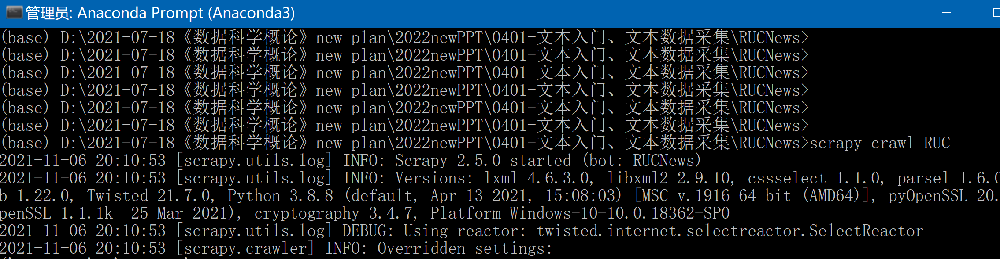 管理员: Anaconda Prompt (Anaconda3)
(base) D:\2021-07-18《数据科学概论》new plan\2022newPPT\0401-文本入门、文本数据采集\RUCNews>
(base) D:\2021-07-18《数据科学概论》new plan\2022newPPT\0401-文本入门、文本数据采集\RUCNews>
(base) D:\2021-07-18《数据科学概论》new plan\2022newPPT\0401-文本入门、文本数据采集\RUCNews>
(base) D:\2021-07-18《数据科学概论》new plan\2022newPPT\0401-文本入门、文本数据采集\RUCNews>
(base) D:\2021-07-18《数据科学概论》new plan\2022newPPT\0401-文本入门、文本数据采集\RUCNews>
(base) D:\2021-07-18《数据科学概论》new plan\2022newPPT\0401-文本入门、文本数据采集\RUCNews>
(base) D:\2021-07-18《数据科学概论》new plan\2022newPPT\0401-文本入门、文本数据采集\RUCNews>scrapy crawl RUC
2021-11-06 20:10:53 [scrapy.utils.log] INFO: Scrapy 2.5.0 started (bot: RUCNews)
2021-11-06 20:10:53 [scrapy.utils.log] INFO: Versions: lxml 4.6.3.0, libxml2 2.9.10, cssselect 1.1.0, parsel 1.6.0
b 1.22.0, Twisted 21.7.0, Python 3.8.8 (default, Apr 13 2021, 15:08:03) [MSC v.1916 64 bit (AMD64)], pyOpenSSL 20.
penSSL 1.1.1k  25 Mar 2021), cryptography 3.4.7, Platform Windows-10-10.0.18362-SP0
2021-11-06 20:10:53 [scrapy.utils.log] DEBUG: Using reactor: twisted.internet.selectreactor.SelectReactor
2021-11-06 20:10:53 [scrapy.crawler] INFO: Overridden settings: